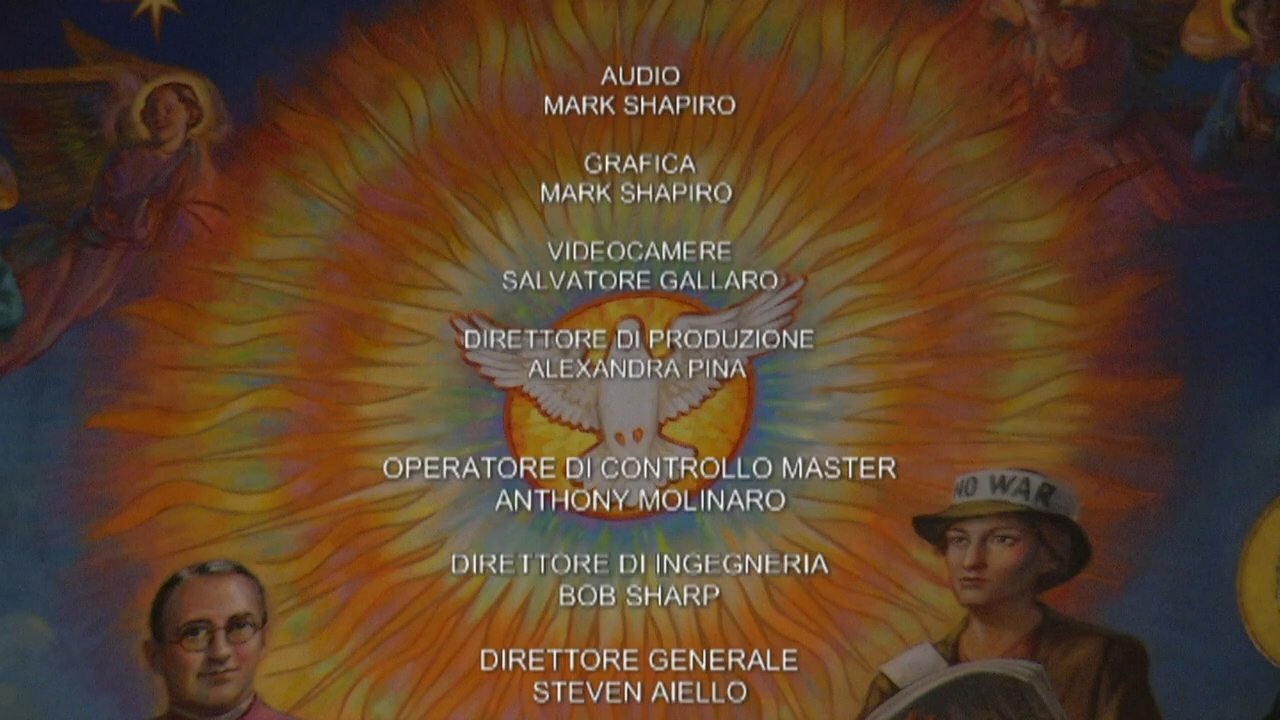 AUDIO
MARK SHAPIRO
GRAFICA
MARK SHAPIRO
VIDEOCAMERE
SALVATORE GALLARO
DIRETTORE DI PRODUZIONE
ALEXANDRA PINA
OPERATORE DI CONTROLLO MASTER
ANTHONY MOLINARO
NO WAR
DIRETTORE DI INGEGNERIA
BOB SHARP
DIRETTORE GENERALE
STEVEN AIELLO